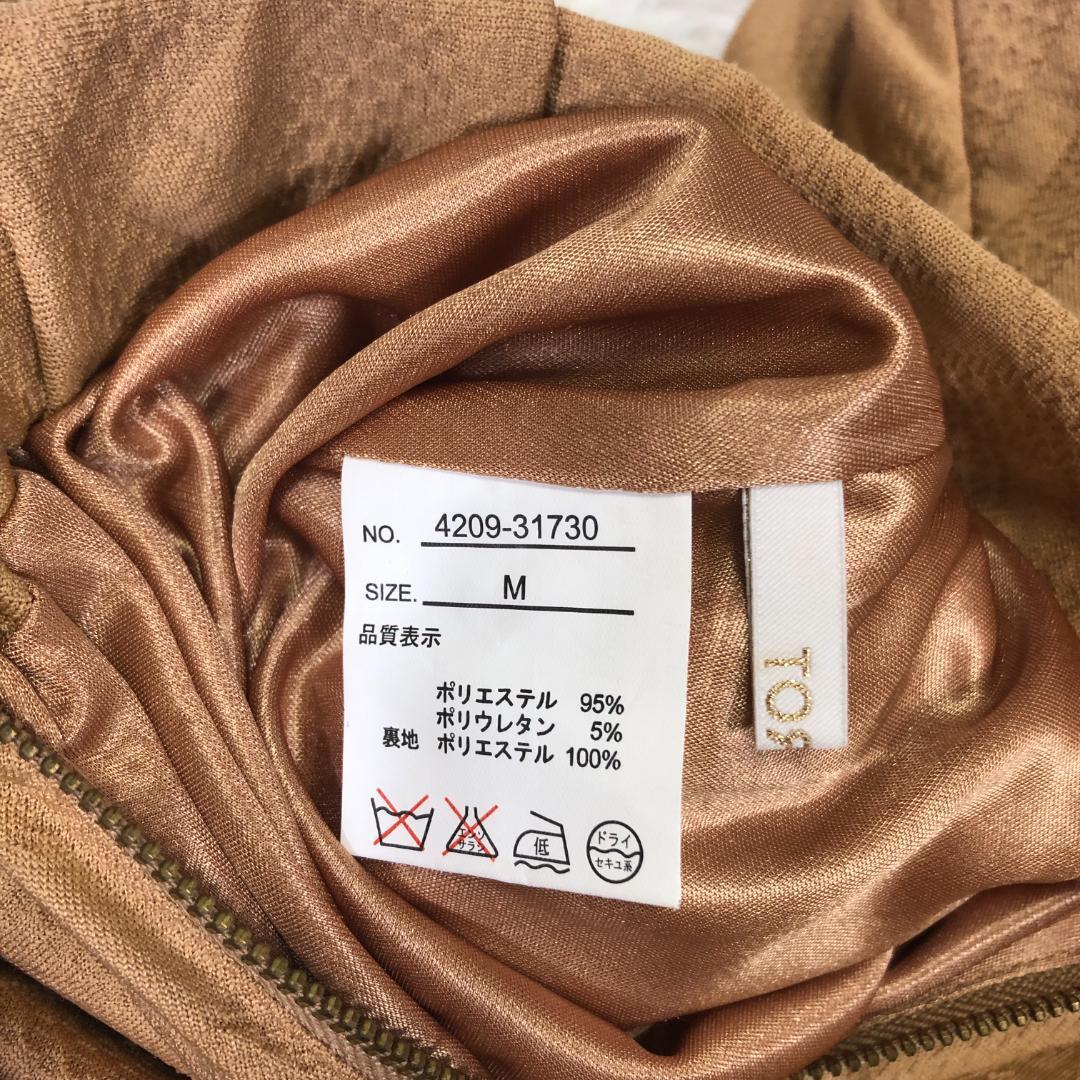 NO. 4209-31730
SIZE. M
品質表示
ポリエステル 95%
ポリウレタン 5%
裏地 ポリエステル 100%
エンソ
サラシ
低
ドライ
セキユ系
TO